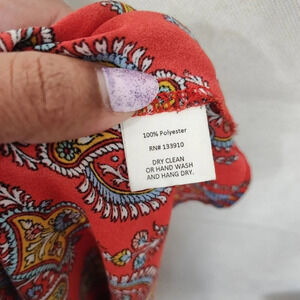 100% Polyester
RN# 133910
DRY CLEAN
OR HAND WASH
AND HANG DRY.